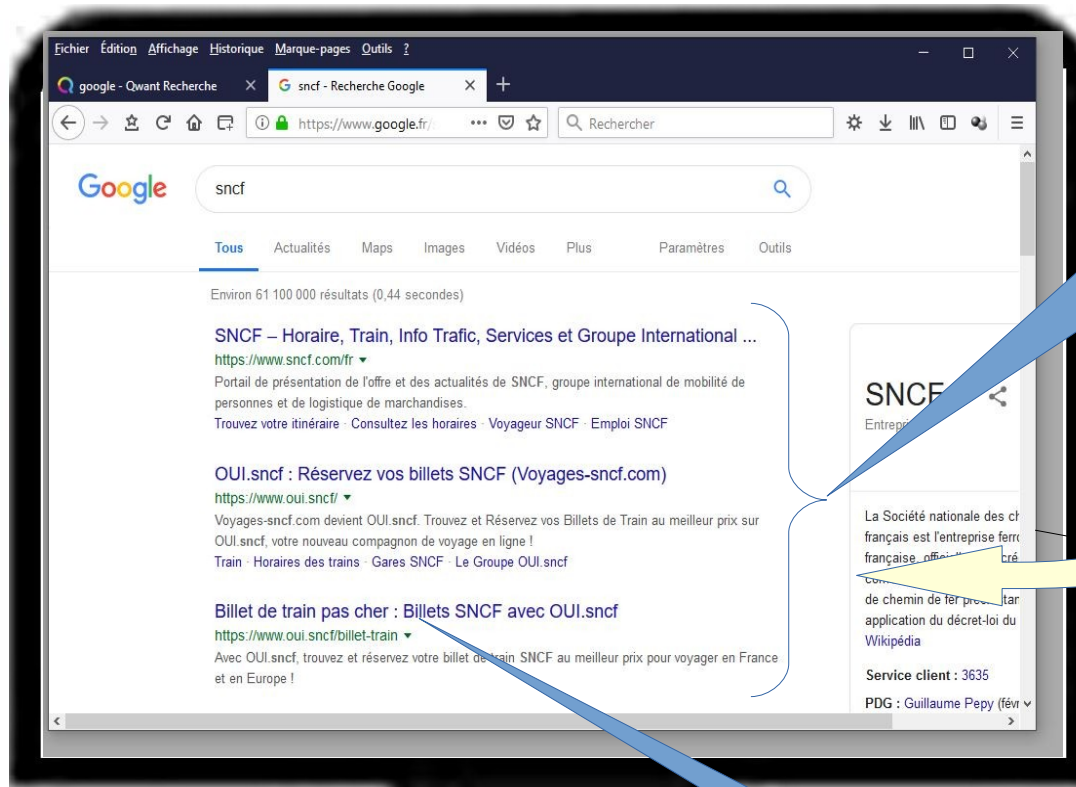 Fichier Édition Affichage Historique Marque-pages Outils ?
google - Qwant Recherche
sncf - Recherche Google
https://www.google.fr/
Rechercher
Google
sncf
Tous Actualités Maps Images Vidéos Plus Paramètres Outils
Environ 61 100 000 résultats (0,44 secondes)
SNCF – Horaire, Train, Info Trafic, Services et Groupe International ...
https://www.sncf.com/fr
Portail de présentation de l'offre et des actualités de SNCF, groupe international de mobilité de
personnes et de logistique de marchandises.
Trouvez votre itinéraire · Consultez les horaires · Voyageur SNCF · Emploi SNCF
OUI.sncf : Réservez vos billets SNCF (Voyages-sncf.com)
https://www.oui.sncf/
Voyages-sncf.com devient OUI.sncf. Trouvez et Réservez vos Billets de Train au meilleur prix sur
OUI.sncf, votre nouveau compagnon de voyage en ligne !
Train · Horaires des trains · Gares SNCF · Le Groupe OUI.sncf
Billet de train pas cher : Billets SNCF avec OUI.sncf
https://www.oui.sncf/billet-train
Avec OUI.sncf, trouvez et réservez votre billet de train SNCF au meilleur prix pour voyager en France
et en Europe !
SNCF
La Société nationale des ch
français est l'entreprise ferro
française,
de chemin de fer
application du décret-loi du
Wikipédia
Service client : 3635
PDG : Guillaume Pepy (févr